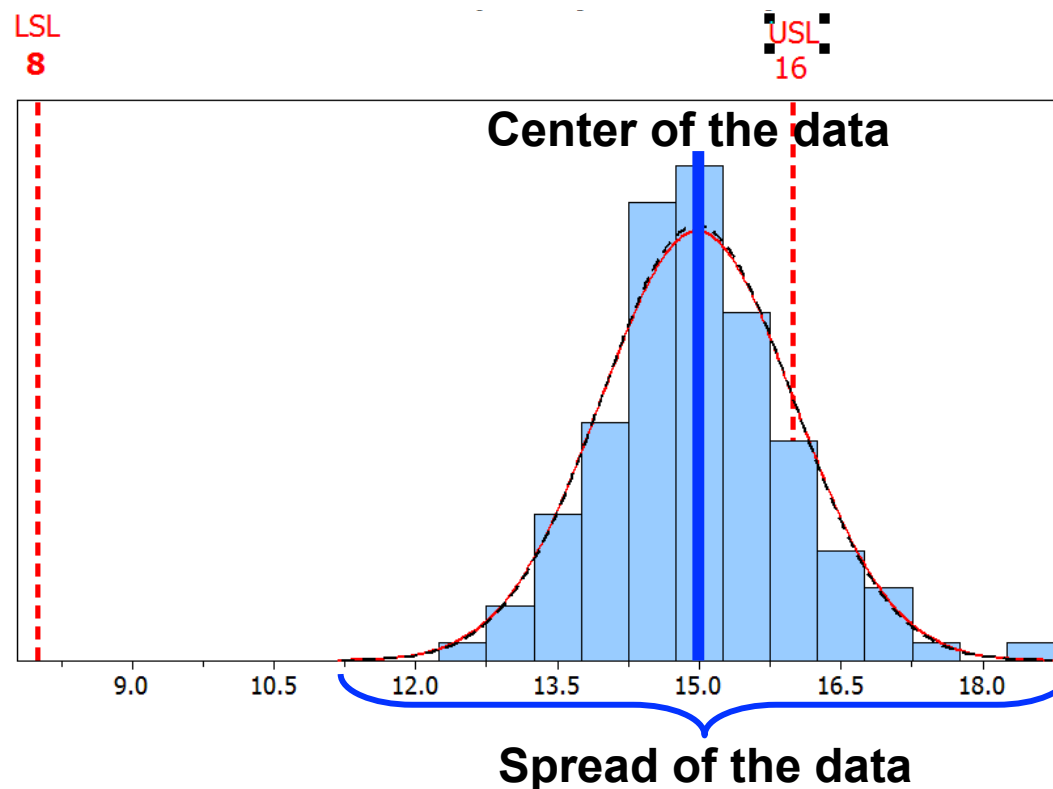 LSL
8
USL
16
Center of the data
9.0 10.5 12.0 13.5 15.0 16.5 18.0
Spread of the data